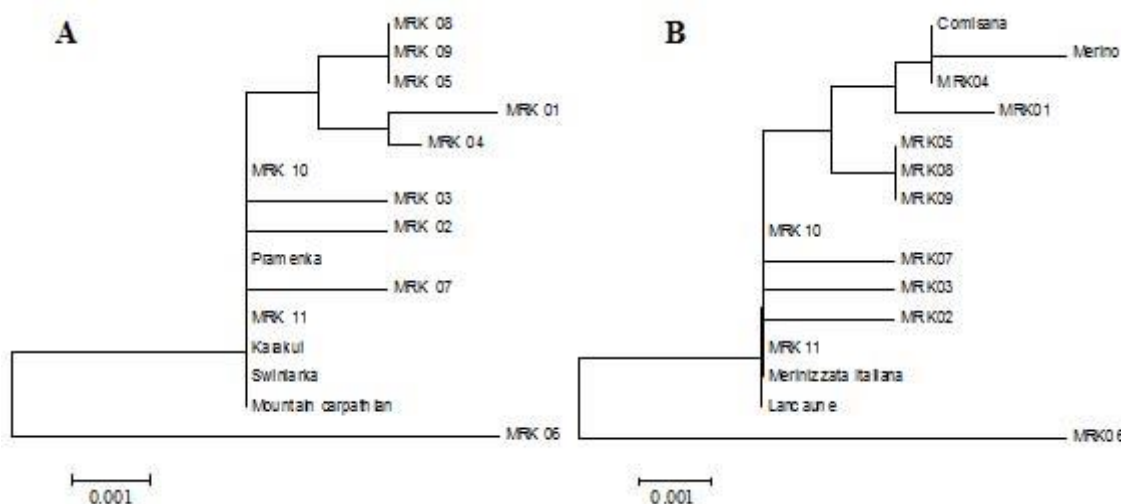 A
MRK 08
MRK 09
MRK 05
MRK 01
MRK 04
MRK 10
MRK 03
MRK 02
Pramenka
MRK 07
MRK 11
Karakul
Swiniarka
Mountain carpathian
MRK 06
0.001
B
Comisana
Merino
MRK04
MRK01
MRK05
MRK08
MRK09
MRK 10
MRK07
MRK03
MRK02
MRK 11
Merinizzata Italiana
Larcaune
MRK06
0.001